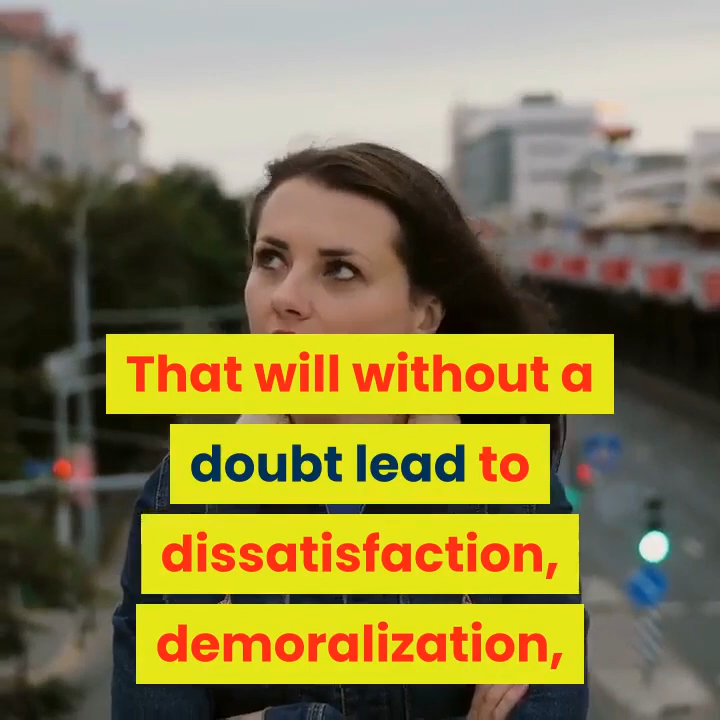 That will without a
doubt lead to
dissatisfaction,
demoralization,